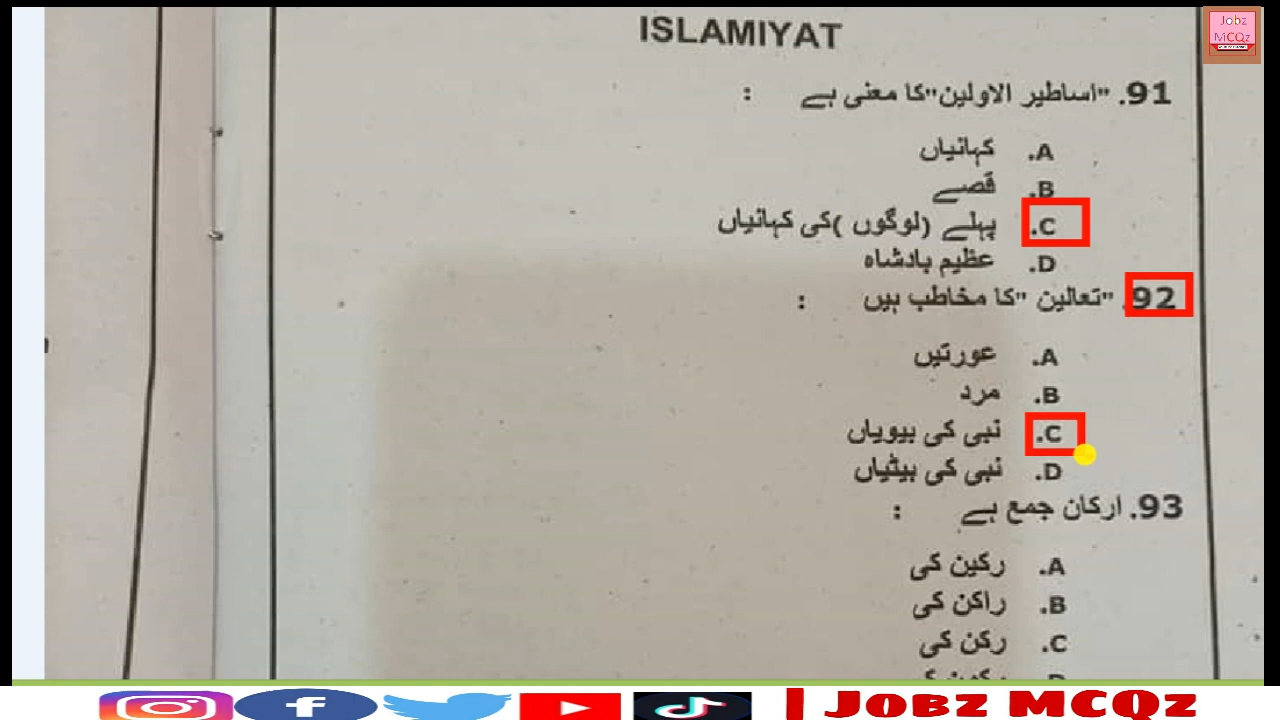 Jobz
MCQz
ISLAMIYAT
91. "اساطیر الاولین" کا معنی ہے :
A. کہانیاں
B. قصے
C. پہلے (لوگوں )کی کہانیاں
D. عظیم بادشاہ
92. "تعالین "کا مخاطب ہیں :
A. عورتیں
B. مرد
C. نبی کی بیویاں
D. نبی کی بیٹیاں
93. ارکان جمع ہے :
A. رکین کی
B. راکن کی
C. رکن کی
| Jobz MCQz